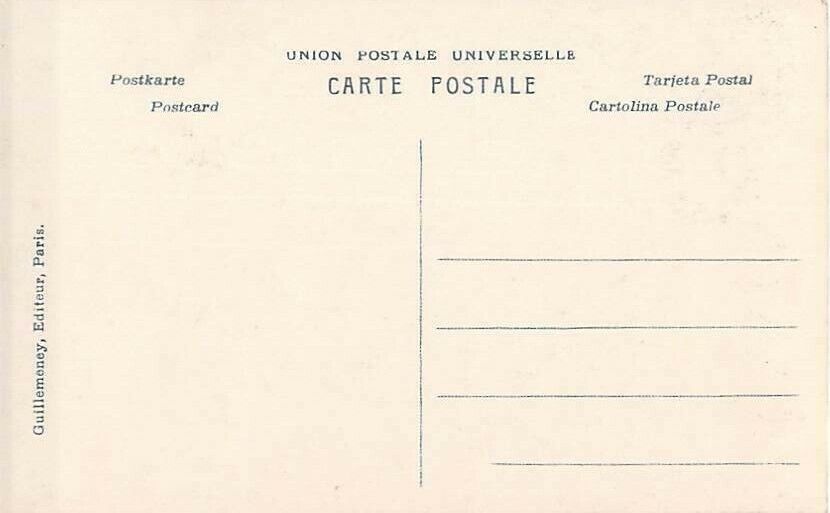 UNION POSTALE UNIVERSELLE
CARTE POSTALE
Postkarte
Postcard
Tarjeta Postal
Cartolina Postale
Guillemeney, Editeur, Paris.